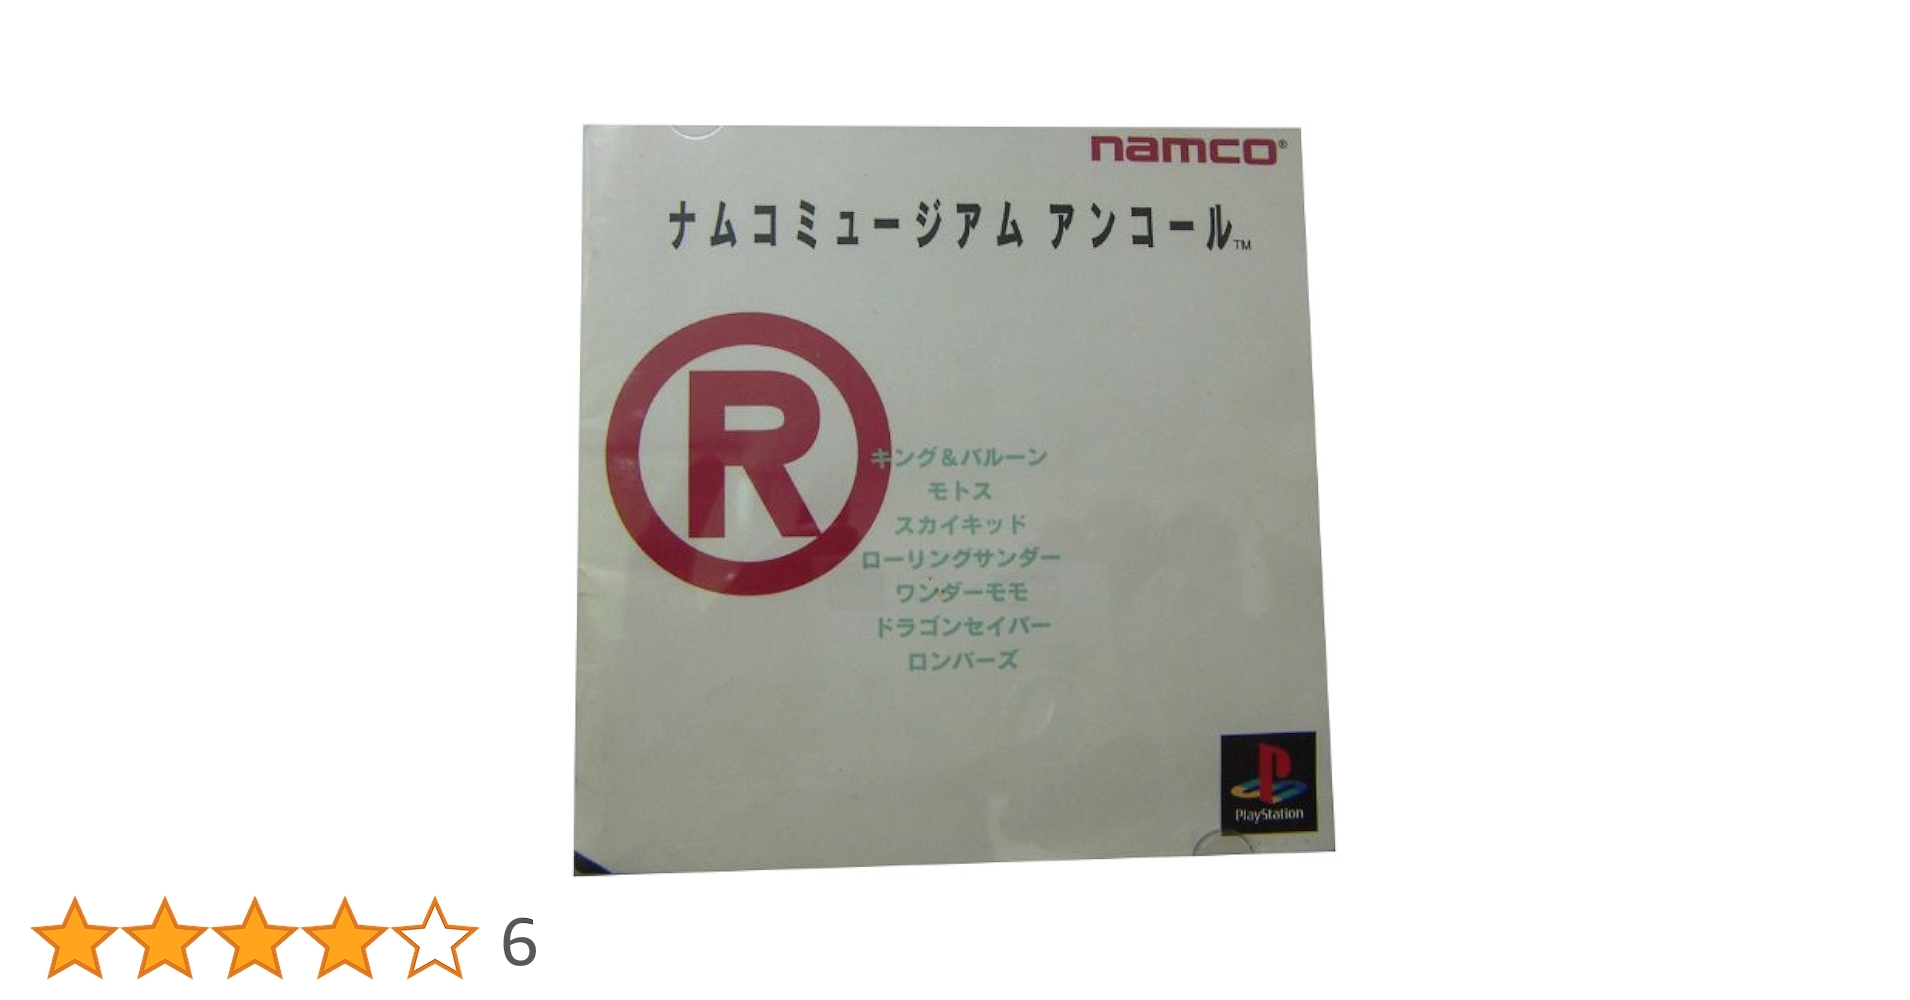 namco®
ナムコミュージアム アンコール™
R
キング＆バルーン
モトス
スカイキッド
ローリングサンダー
ワンダーモモ
ドラゴンセイバー
ロンパーズ
PlayStation
6